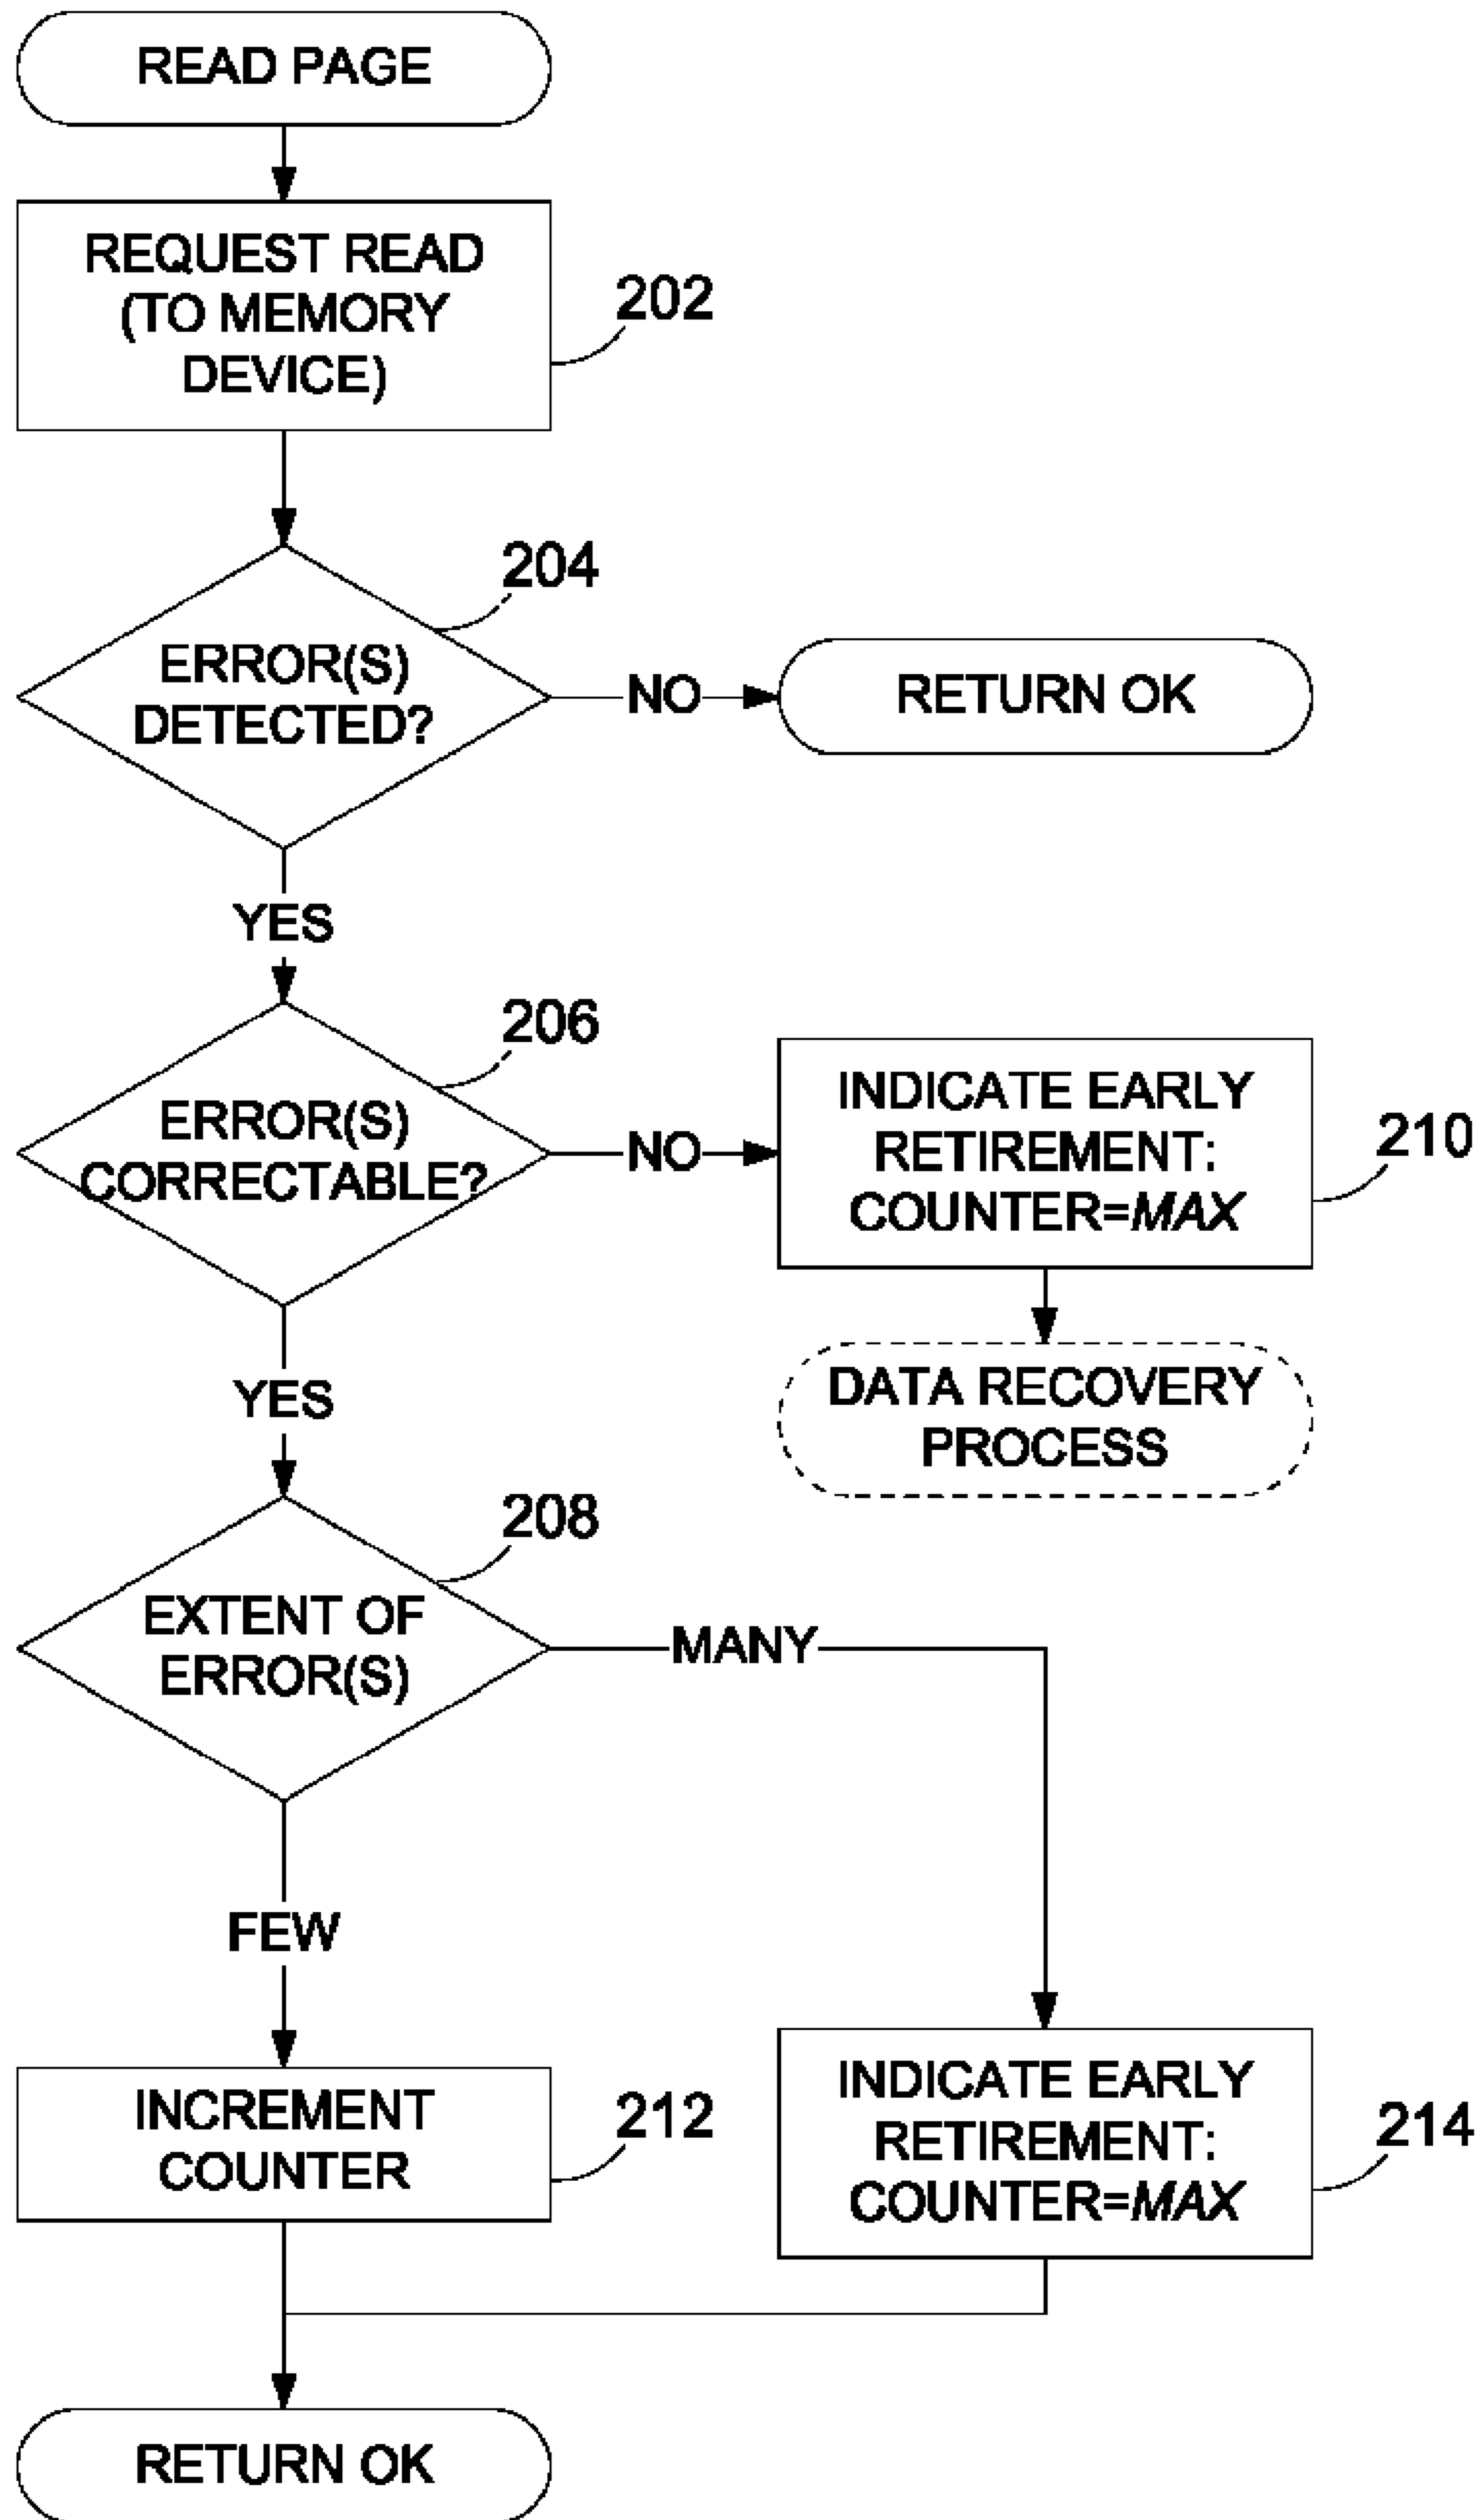 READ PAGE
REQUEST READ
(TO MEMORY
DEVICE)
202
204
ERROR(S)
DETECTED?
NO
RETURN OK
YES
206
ERROR(S)
CORRECTABLE?
NO
INDICATE EARLY
RETIREMENT:
COUNTER=MAX
210
DATA RECOVERY
PROCESS
YES
208
EXTENT OF
ERROR(S)
MANY
FEW
INCREMENT
COUNTER
212
INDICATE EARLY
RETIREMENT:
COUNTER=MAX
214
RETURN OK